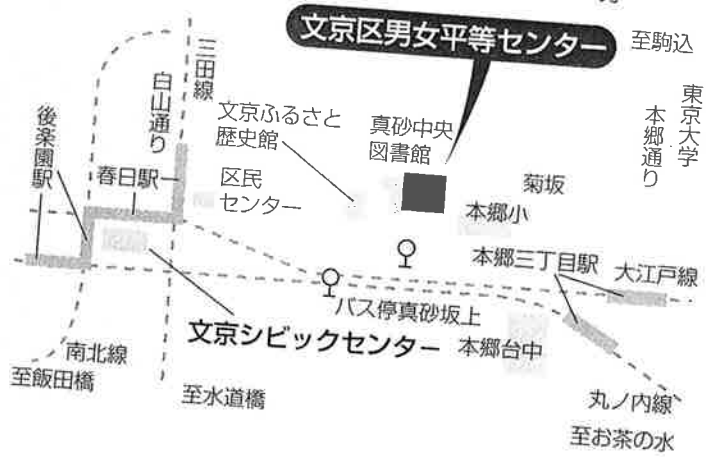 文京区男女平等センター
至駒込
三田線
白山通り
東京大学
本郷通り
後楽園駅
文京ふるさと
歴史館
真砂中央
図書館
春日駅
区民
センター
菊坂
本郷小
本郷三丁目駅
大江戸線
バス停真砂坂上
文京シビックセンター
本郷台中
南北線
至飯田橋
至水道橋
丸ノ内線
至お茶の水